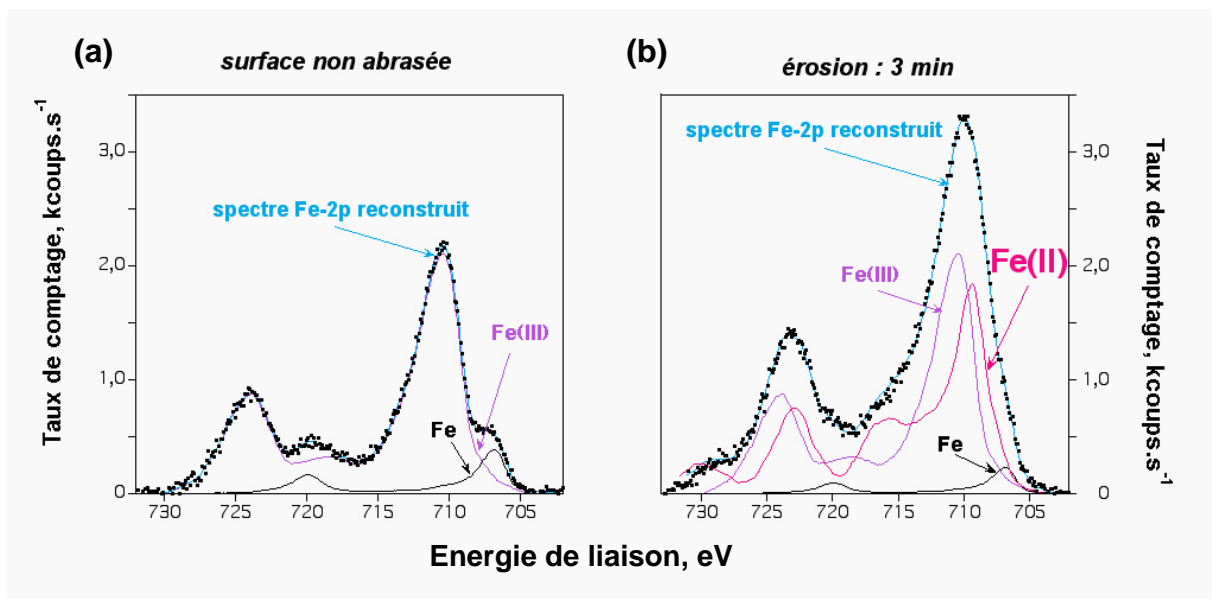 (a)
surface non abrasée
Taux de comptage, kcoups.s-1
3,0
2,0
1,0
0
spectre Fe-2p reconstruit
Fe(III)
Fe
730
725
720
715
710
705
(b)
érosion : 3 min
spectre Fe-2p reconstruit
Fe(III)
Fe(II)
Fe
3,0
2,0
1,0
0
Taux de comptage, kcoups.s-1
730
725
720
715
710
705
Energie de liaison, eV